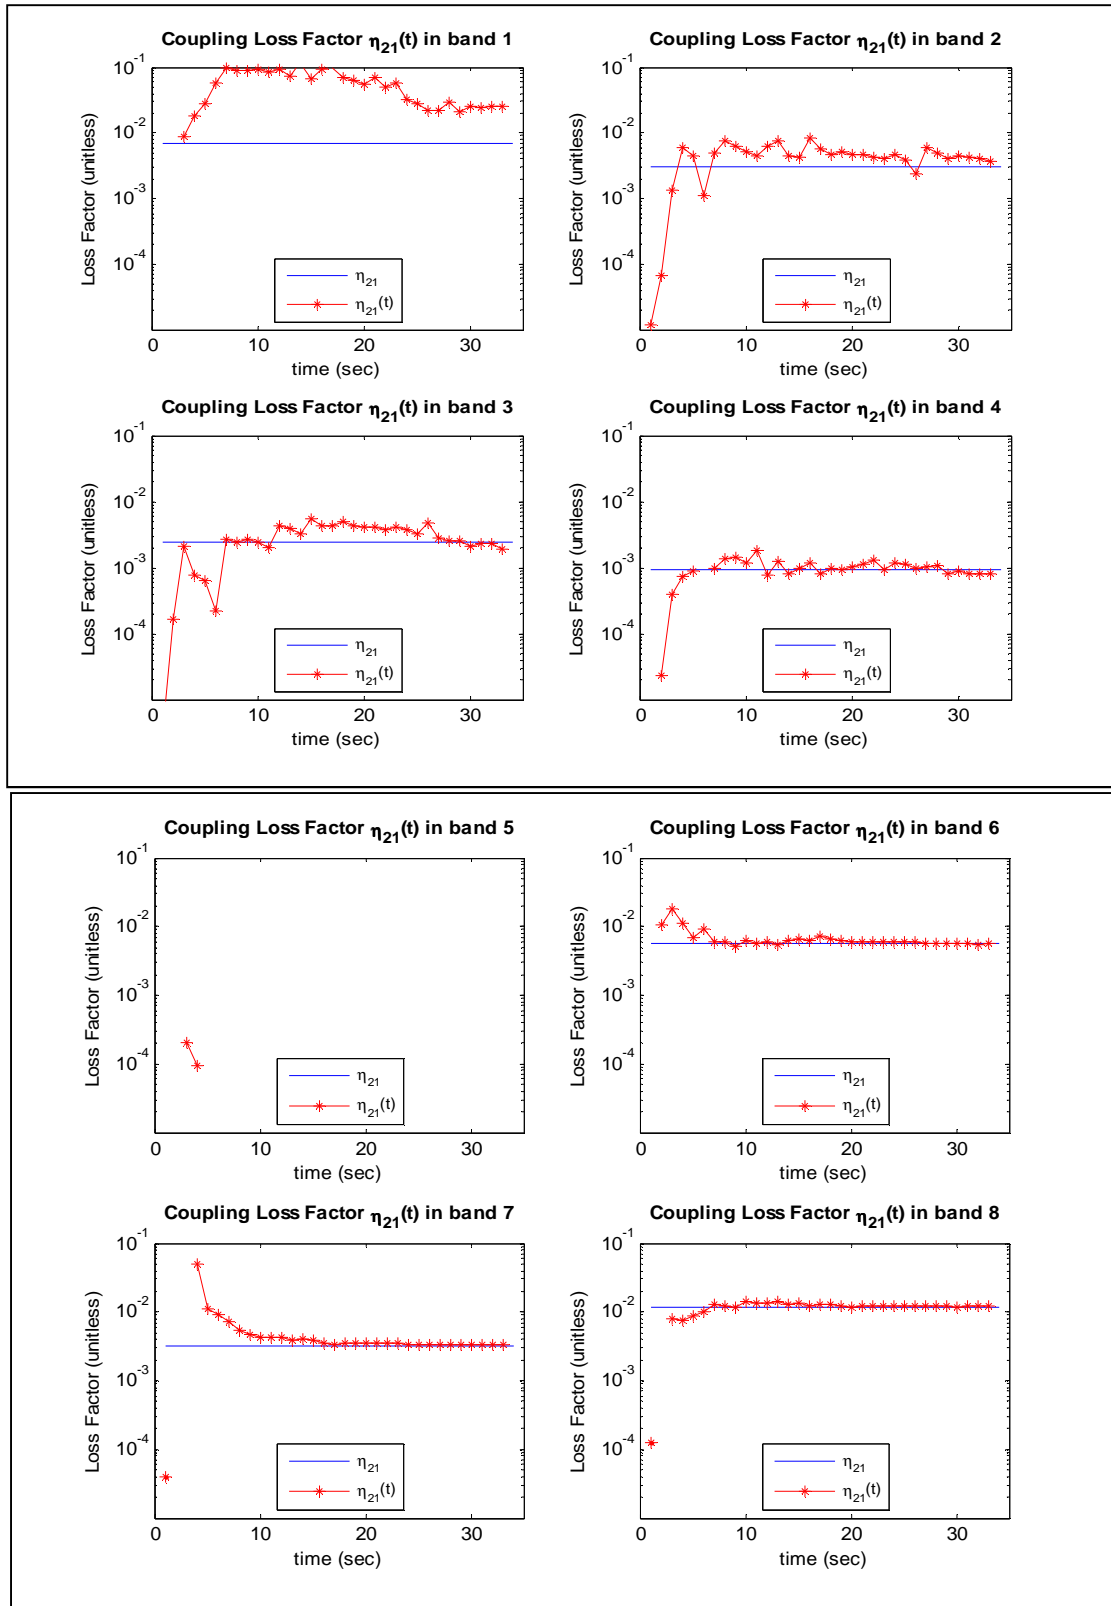 Coupling Loss Factor η21(t) in band 1
Loss Factor (unitless)
10^-1
10^-2
10^-3
10^-4
η21
η21(t)
0 10 20 30
time (sec)
Coupling Loss Factor η21(t) in band 2
Loss Factor (unitless)
10^-1
10^-2
10^-3
10^-4
η21
η21(t)
0 10 20 30
time (sec)
Coupling Loss Factor η21(t) in band 3
Loss Factor (unitless)
10^-1
10^-2
10^-3
10^-4
η21
η21(t)
0 10 20 30
time (sec)
Coupling Loss Factor η21(t) in band 4
Loss Factor (unitless)
10^-1
10^-2
10^-3
10^-4
η21
η21(t)
0 10 20 30
time (sec)
Coupling Loss Factor η21(t) in band 5
Loss Factor (unitless)
10^-1
10^-2
10^-3
10^-4
η21
η21(t)
0 10 20 30
time (sec)
Coupling Loss Factor η21(t) in band 6
Loss Factor (unitless)
10^-1
10^-2
10^-3
10^-4
η21
η21(t)
0 10 20 30
time (sec)
Coupling Loss Factor η21(t) in band 7
Loss Factor (unitless)
10^-1
10^-2
10^-3
10^-4
η21
η21(t)
0 10 20 30
time (sec)
Coupling Loss Factor η21(t) in band 8
Loss Factor (unitless)
10^-1
10^-2
10^-3
10^-4
η21
η21(t)
0 10 20 30
time (sec)